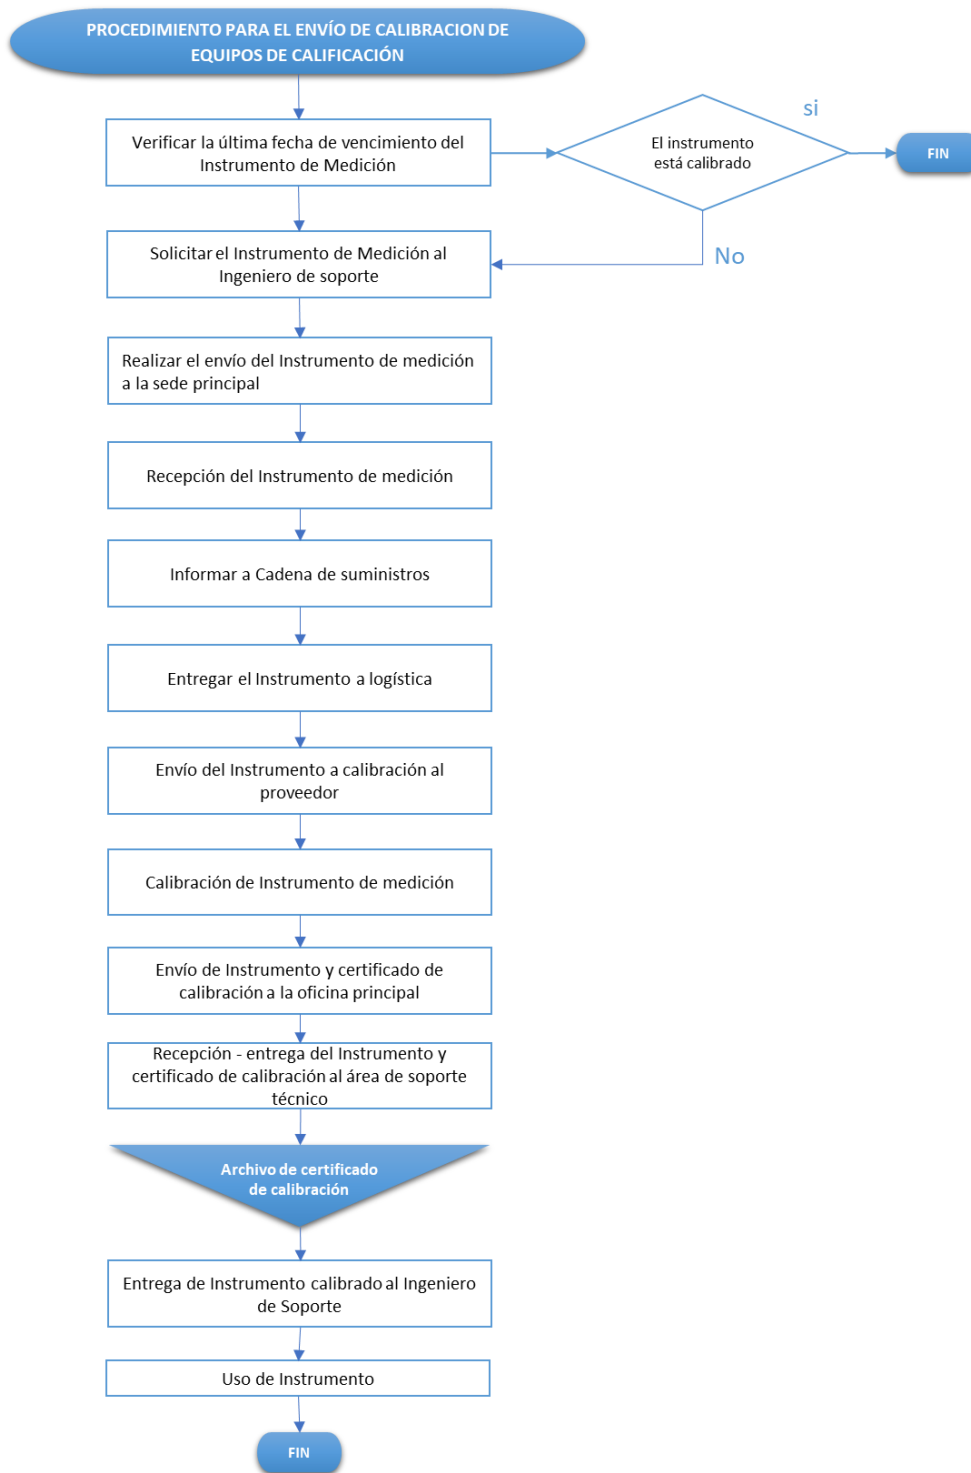 PROCEDIMIENTO PARA EL ENVÍO DE CALIBRACION DE
EQUIPOS DE CALIFICACIÓN
Verificar la última fecha de vencimiento del
Instrumento de Medición
El instrumento
está calibrado
si
FIN
No
Solicitar el Instrumento de Medición al
Ingeniero de soporte
Realizar el envío del Instrumento de medición
a la sede principal
Recepción del Instrumento de medición
Informar a Cadena de suministros
Entregar el Instrumento a logística
Envío del Instrumento a calibración al
proveedor
Calibración de Instrumento de medición
Envío de Instrumento y certificado de
calibración a la oficina principal
Recepción - entrega del Instrumento y
certificado de calibración al área de soporte
técnico
Archivo de certificado
de calibración
Entrega de Instrumento calibrado al Ingeniero
de Soporte
Uso de Instrumento
FIN